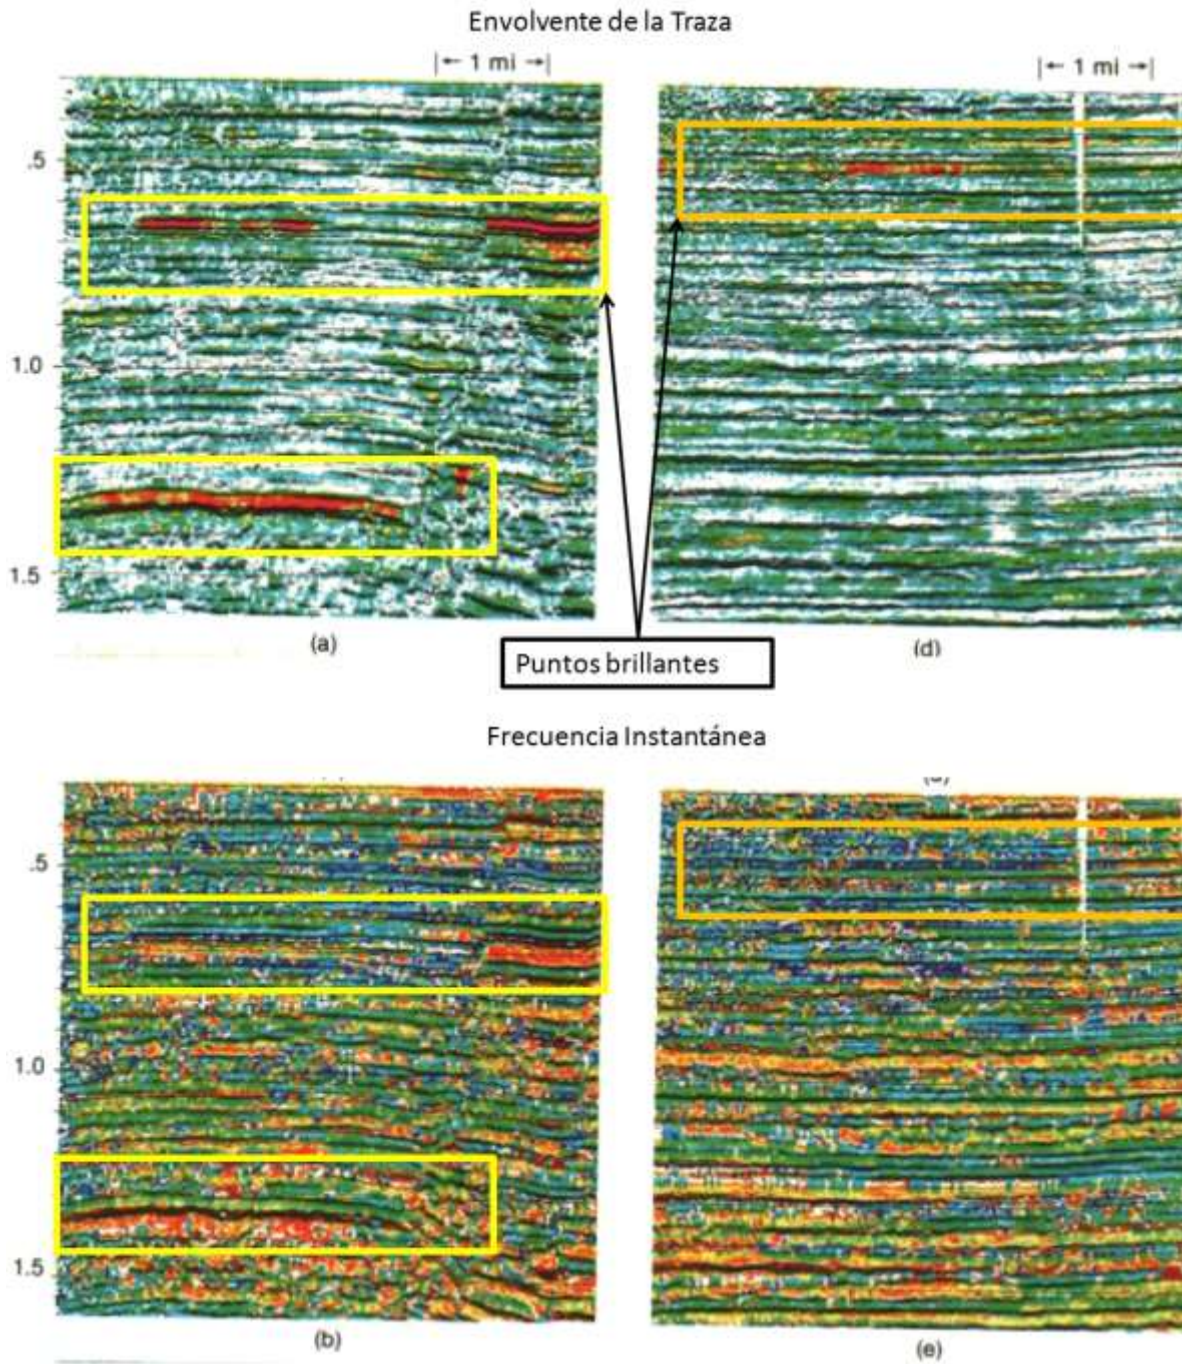 Envolvente de la Traza
|← 1 mi →|
|← 1 mi →|
.5
1.0
1.5
(a)
(d)
Puntos brillantes
Frecuencia Instantánea
.5
1.0
1.5
(b)
(e)